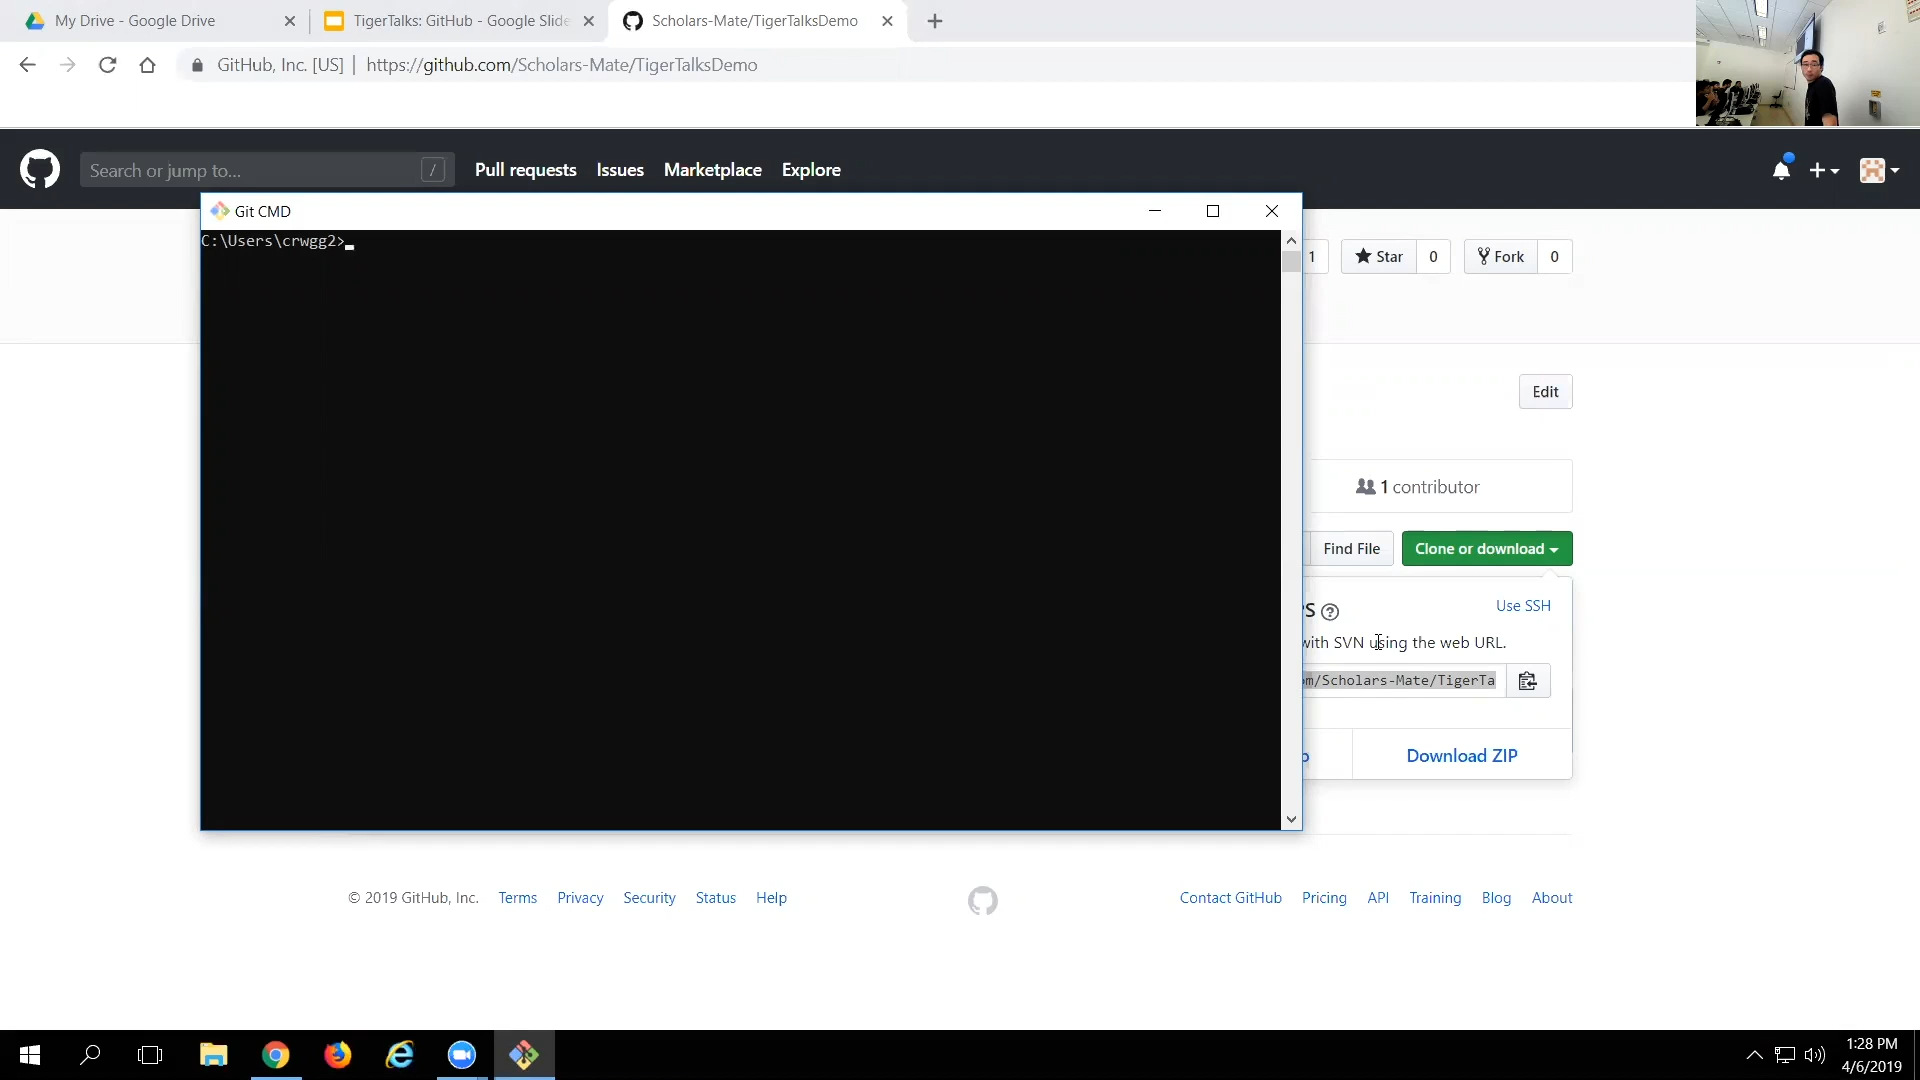 My Drive - Google Drive
TigerTalks: GitHub - Google Slide
Scholars-Mate/TigerTalksDemo
GitHub, Inc. [US] | https://github.com/Scholars-Mate/TigerTalksDemo
Search or jump to... /
Pull requests Issues Marketplace Explore
Git CMD
C:\Users\crwgg2>
1 Star 0 Fork 0
Edit
1 contributor
Find File Clone or download
PS Use SSH
with SVN using the web URL.
om/Scholars-Mate/TigerTa
p Download ZIP
© 2019 GitHub, Inc. Terms Privacy Security Status Help
Contact GitHub Pricing API Training Blog About
1:28 PM
4/6/2019